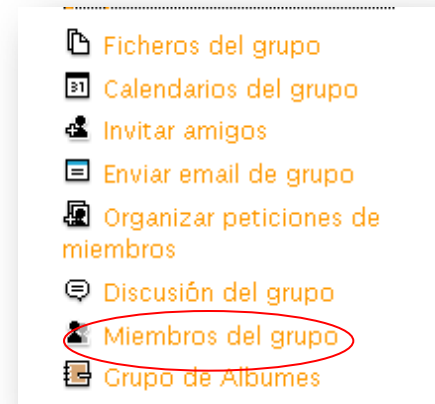 Ficheros del grupo
31 Calendarios del grupo
Invitar amigos
Enviar email de grupo
Organizar peticiones de
miembros
Discusión del grupo
Miembros del grupo
Grupo de Albumes